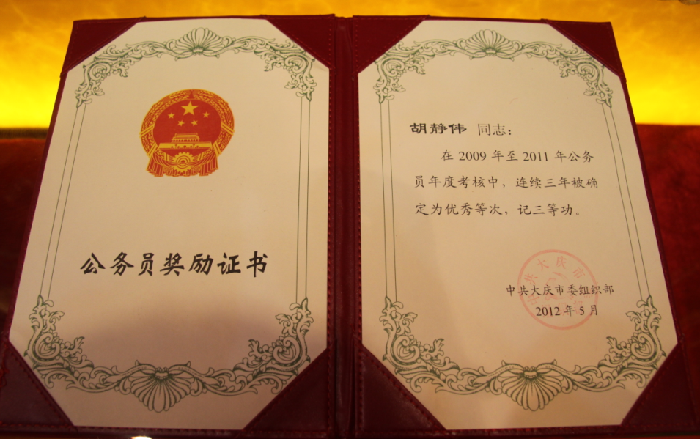 公务员奖励证书
胡静伟 同志：
在2009年至2011年公务
员年度考核中，连续三年被确
定为优秀等次，记三等功。
中共大庆市委组织部
2012年5月